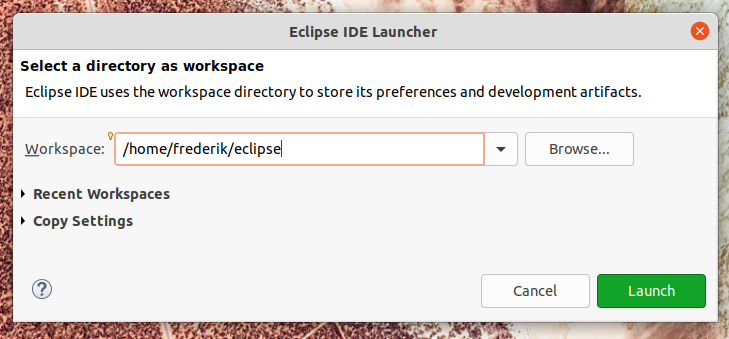 Eclipse IDE Launcher
Select a directory as workspace
Eclipse IDE uses the workspace directory to store its preferences and development artifacts.
Workspace: /home/frederik/eclipse Browse...
Recent Workspaces
Copy Settings
? Cancel Launch